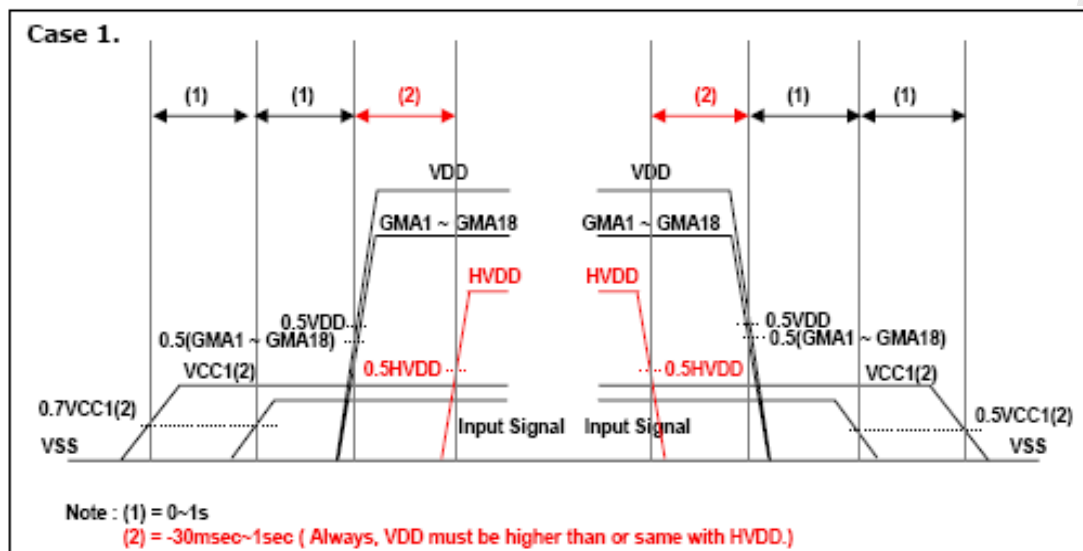 Case 1.
(1) (1) (2) (2) (1) (1)
VDD VDD
GMA1 ~ GMA18 GMA1 ~ GMA18
HVDD HVDD
0.5VDD 0.5VDD
0.5(GMA1 ~ GMA18) 0.5(GMA1 ~ GMA18)
VCC1(2) 0.5HVDD 0.5HVDD VCC1(2)
0.7VCC1(2) 0.5VCC1(2)
Input Signal Input Signal
VSS VSS
Note : (1) = 0~1s
(2) = -30msec~1sec ( Always, VDD must be higher than or same with HVDD.)